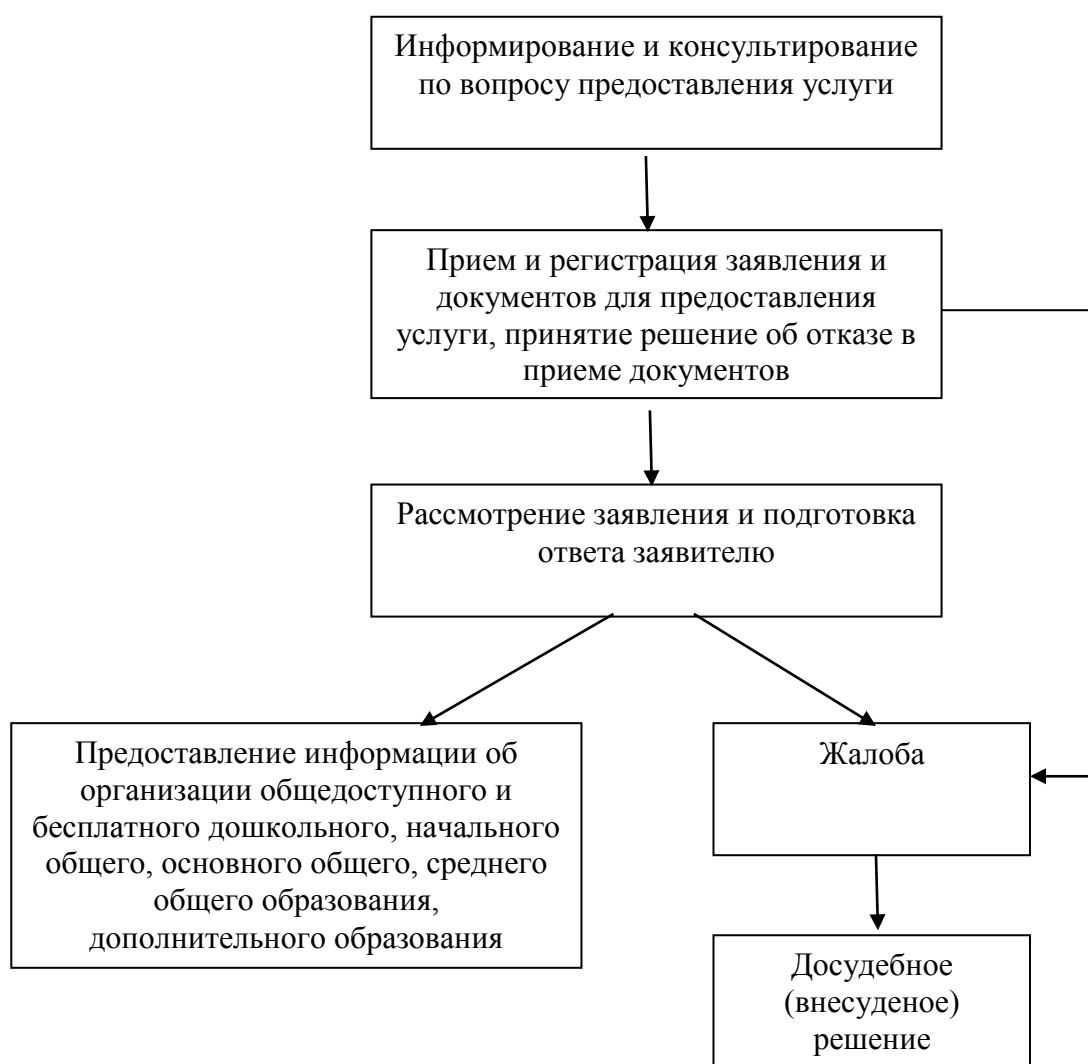 Информирование и консультирование
по вопросу предоставления услуги
Прием и регистрация заявления и
документов для предоставления
услуги, принятие решение об отказе в
приеме документов
Рассмотрение заявления и подготовка
ответа заявителю
Предоставление информации об
организации общедоступного и
бесплатного дошкольного, начального
общего, основного общего, среднего
общего образования,
дополнительного образования
Жалоба
Досудебное
(внесуденое)
решение